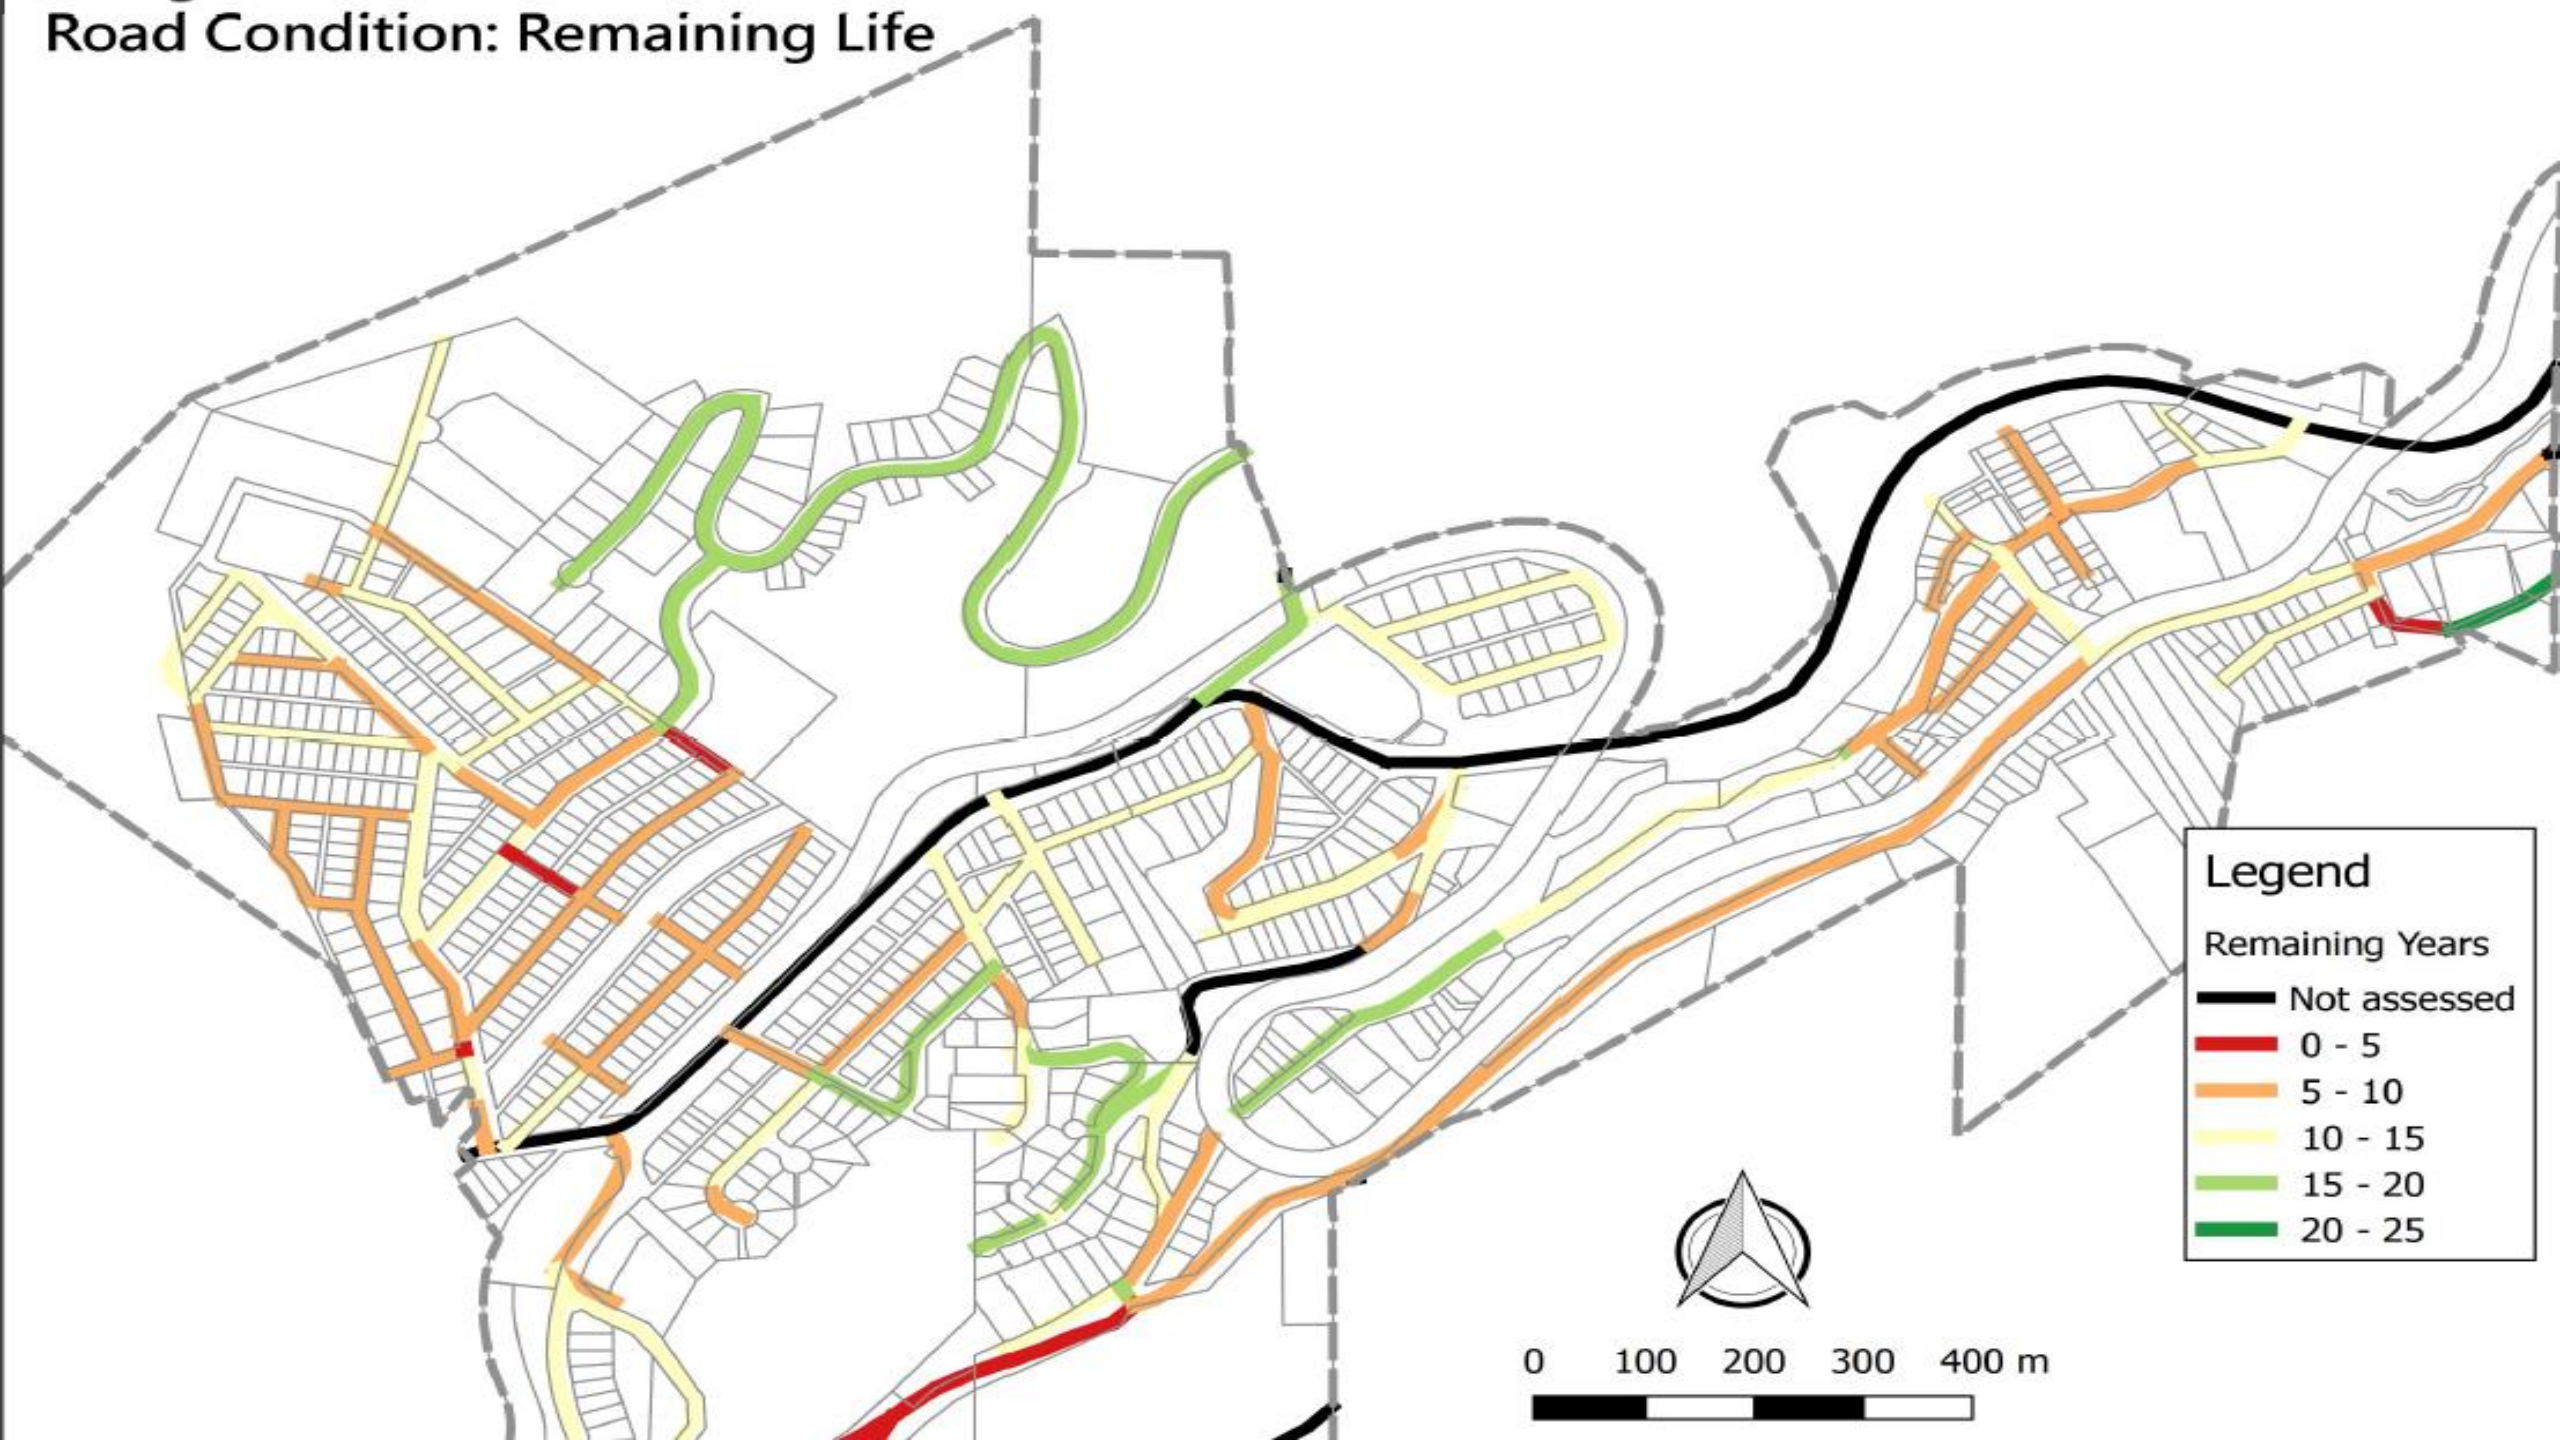 Road Condition: Remaining Life
Legend
Remaining Years
Not assessed
0 - 5
5 - 10
10 - 15
15 - 20
20 - 25
0 100 200 300 400 m